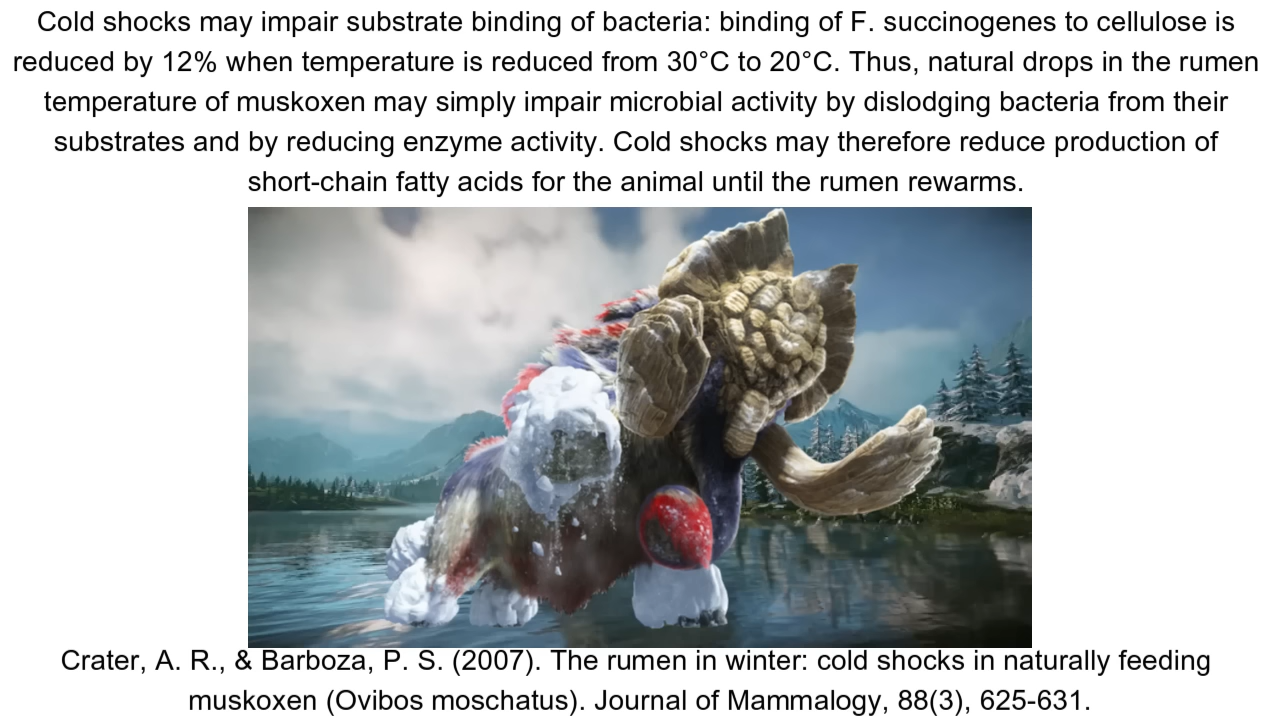 Cold shocks may impair substrate binding of bacteria: binding of F. succinogenes to cellulose is
reduced by 12% when temperature is reduced from 30°C to 20°C. Thus, natural drops in the rumen
temperature of muskoxen may simply impair microbial activity by dislodging bacteria from their
substrates and by reducing enzyme activity. Cold shocks may therefore reduce production of
short-chain fatty acids for the animal until the rumen rewarms.
Crater, A. R., & Barboza, P. S. (2007). The rumen in winter: cold shocks in naturally feeding
muskoxen (Ovibos moschatus). Journal of Mammalogy, 88(3), 625-631.